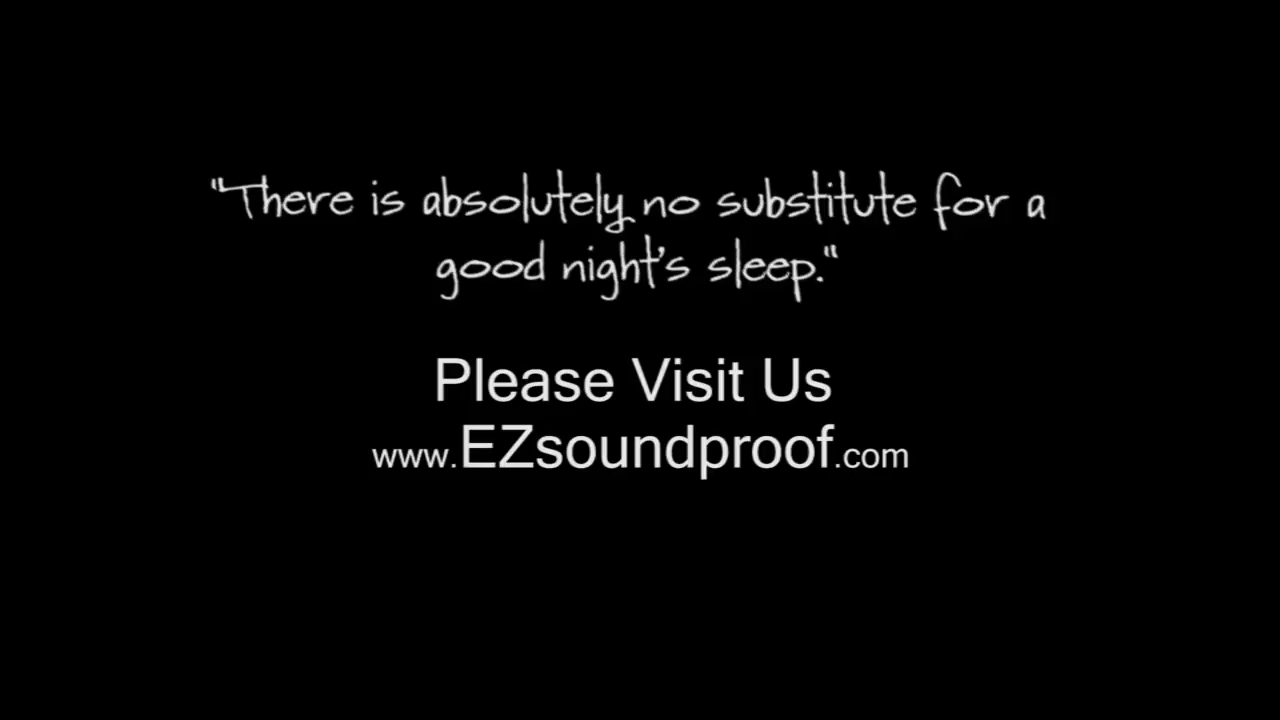 "There is absolutely no substitute for a
good night's sleep."
Please Visit Us
www.EZsoundproof.com